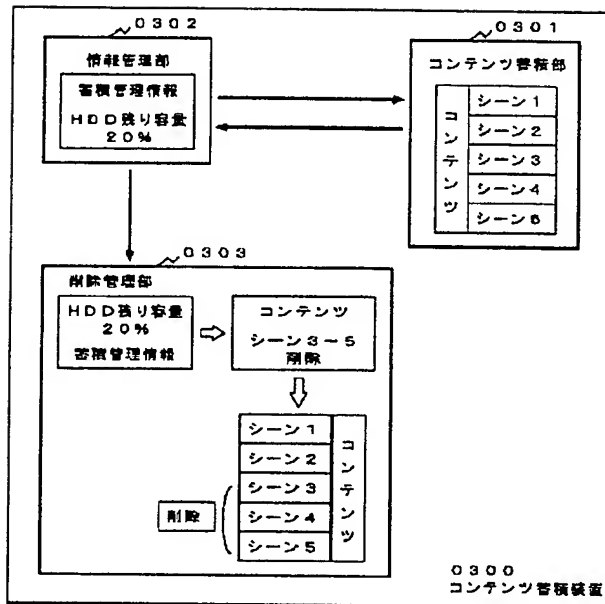 0302
情報管理部
蓄積管理情報
HDD残り容量
20%
0301
コンテンツ蓄積部
コンテンツ
シーン1
シーン2
シーン3
シーン4
シーン5
0303
削除管理部
HDD残り容量
20%
蓄積管理情報
コンテンツ
シーン3~5
削除
シーン1
シーン2
シーン3
シーン4
シーン5
コンテンツ
削除
0300
コンテンツ蓄積装置